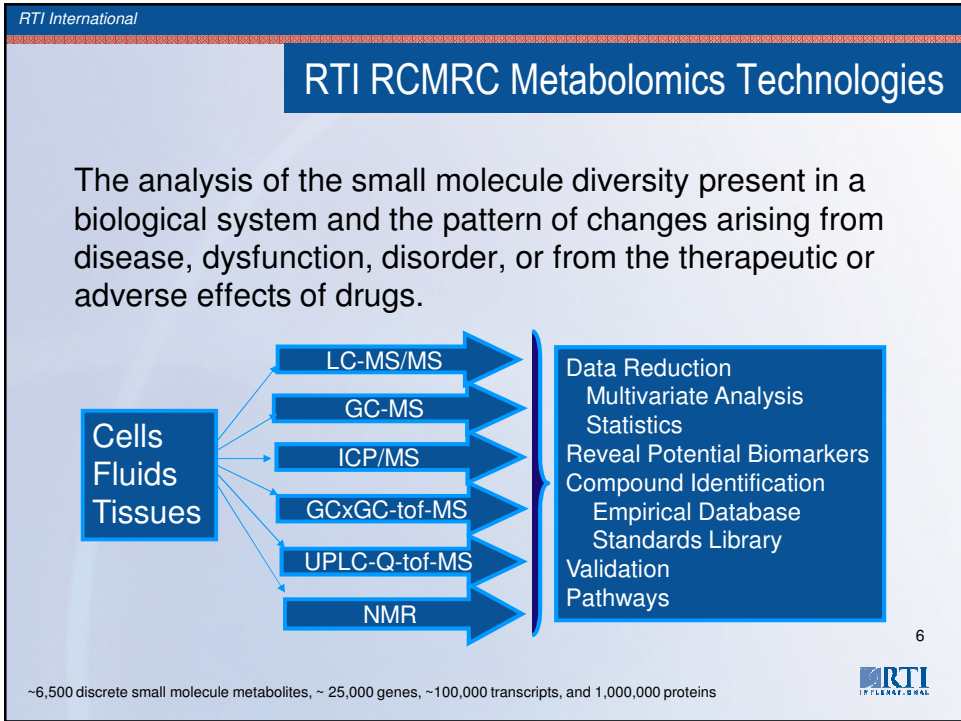 RTI International
RTI RCMRC Metabolomics Technologies
The analysis of the small molecule diversity present in a
biological system and the pattern of changes arising from
disease, dysfunction, disorder, or from the therapeutic or
adverse effects of drugs.
Cells
Fluids
Tissues
LC-MS/MS
GC-MS
ICP/MS
GCxGC-tof-MS
UPLC-Q-tof-MS
NMR
Data Reduction
Multivariate Analysis
Statistics
Reveal Potential Biomarkers
Compound Identification
Empirical Database
Standards Library
Validation
Pathways
6
~6,500 discrete small molecule metabolites, ~ 25,000 genes, ~100,000 transcripts, and 1,000,000 proteins
RTI
INTERNATIONAL